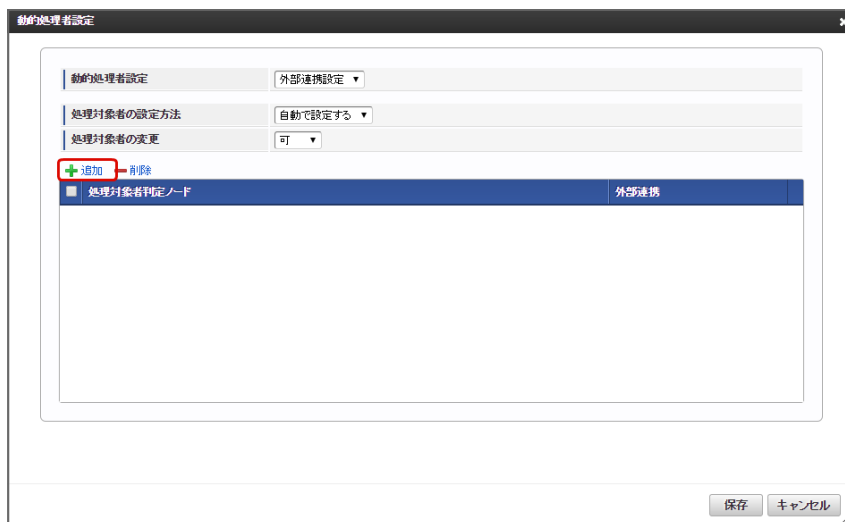 動的処理者設定
動的処理者設定 外部連携設定
処理対象者の設定方法 自動で設定する
処理対象者の変更 可
追加 削除
処理対象者判定ノード 外部連携
保存 キャンセル